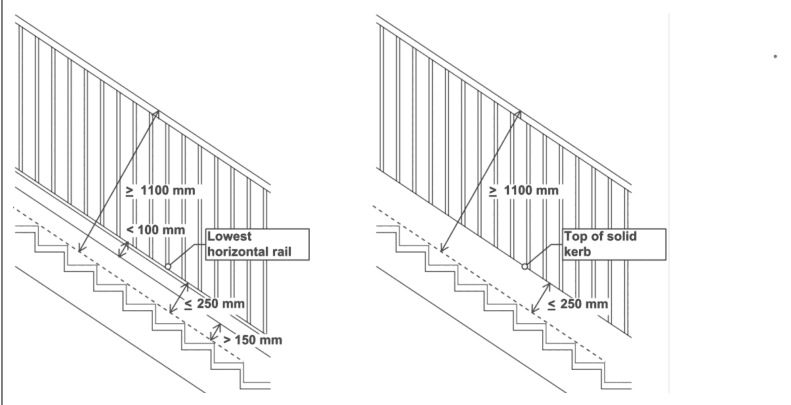 ≥ 1100 mm
< 100 mm
Lowest
horizontal rail
≤ 250 mm
> 150 mm
≥ 1100 mm
Top of solid
kerb
≤ 250 mm